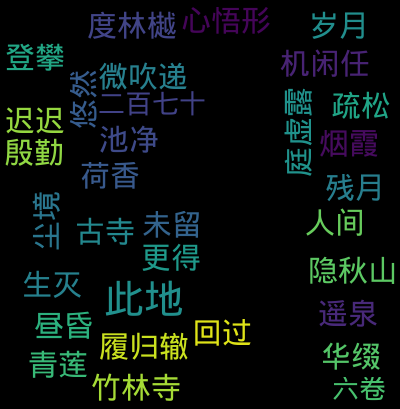 度林樾
心悟形
岁月
登攀
悠然
微吹递
机闲任
二百七十
庭虚露
疏松
迟迟
池净
烟霞
殷勤
荷香
残月
尘境
古寺
未留
人间
更得
隐秋山
生灭
此地
遥泉
昼昏
履归辙
回过
青莲
华缀
竹林寺
六卷